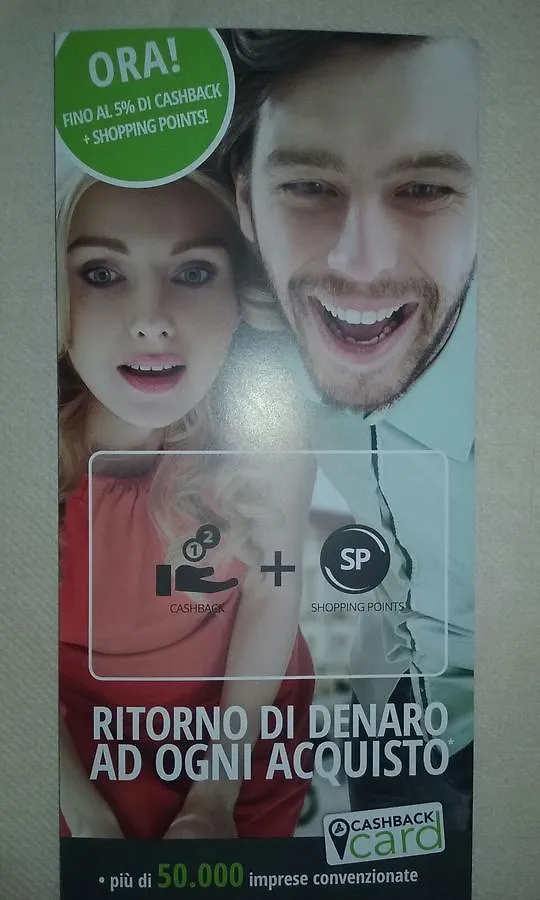 ORA!
FINO AL 5% DI CASHBACK
+ SHOPPING POINTS!
1 2
+
SP
CASHBACK
SHOPPING POINTS
RITORNO DI DENARO
AD OGNI ACQUISTO*
CASHBACK
card
• più di 50.000 imprese convenzionate